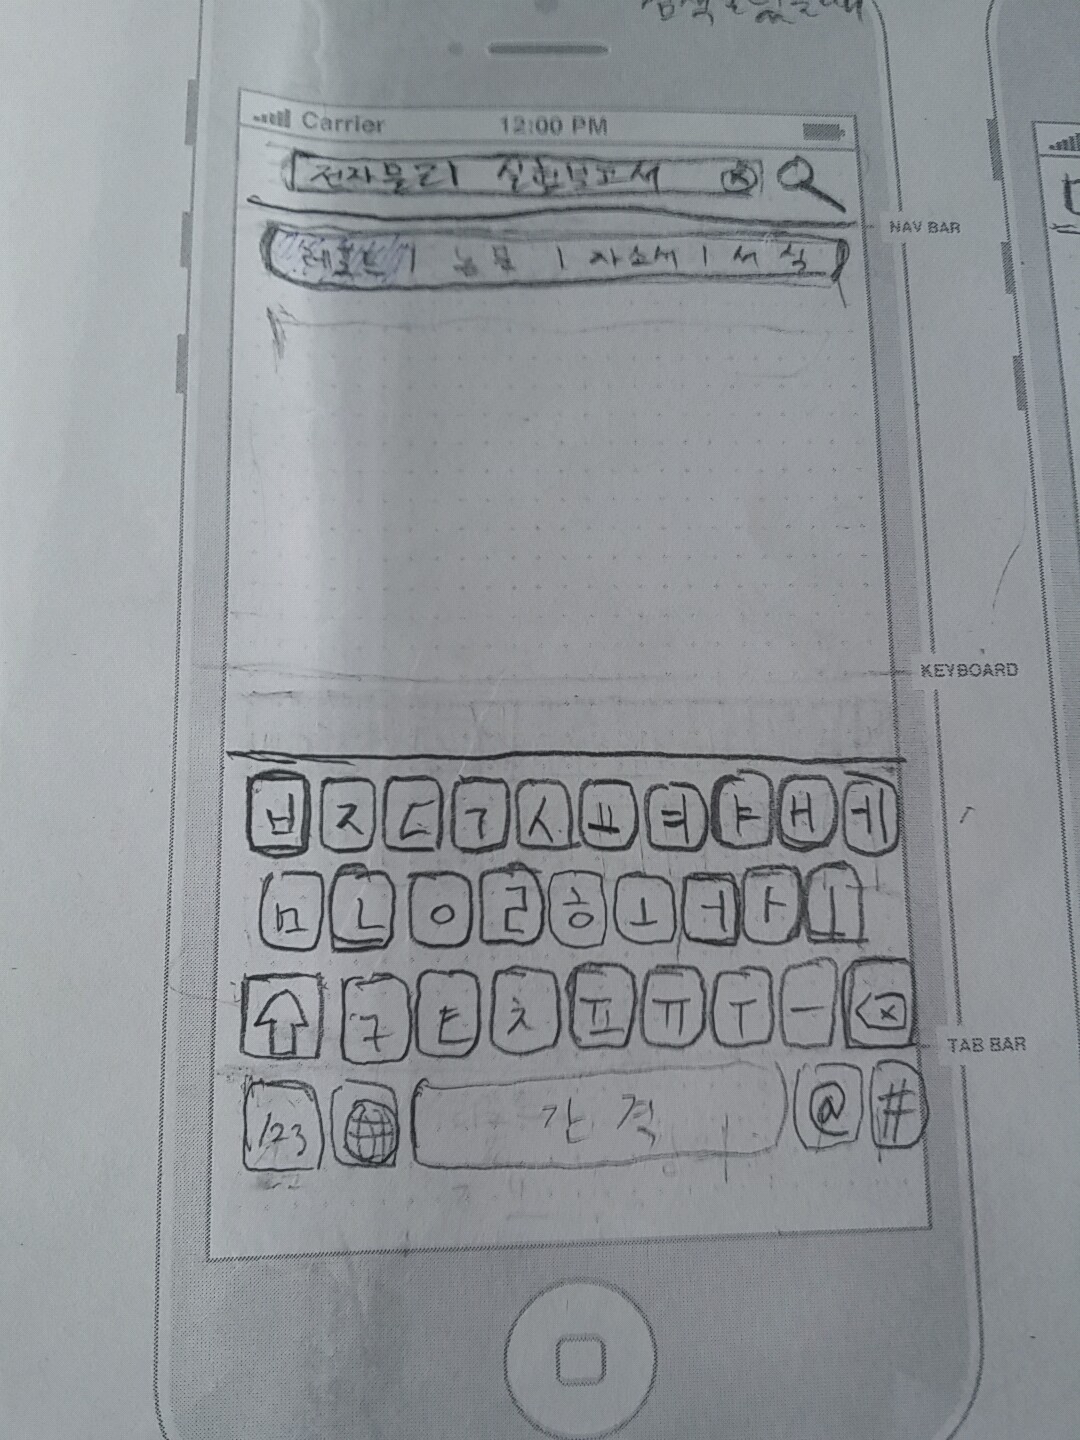 Carrier 12:00 PM
전자물리 실험보고서 ⓧ
NAV BAR
레포트 | 논문 | 자소서 | 서식
KEYBOARD
ㅂ ㅈ ㄷ ㄱ ㅅ ㅛ ㅕ ㅑ ㅐ ㅔ
ㅁ ㄴ ㅇ ㄹ ㅎ ㅗ ㅓ ㅏ ㅣ
ㅋ ㅌ ㅊ ㅍ ㅠ ㅜ ㅡ
TAB BAR
123 간격 @ #